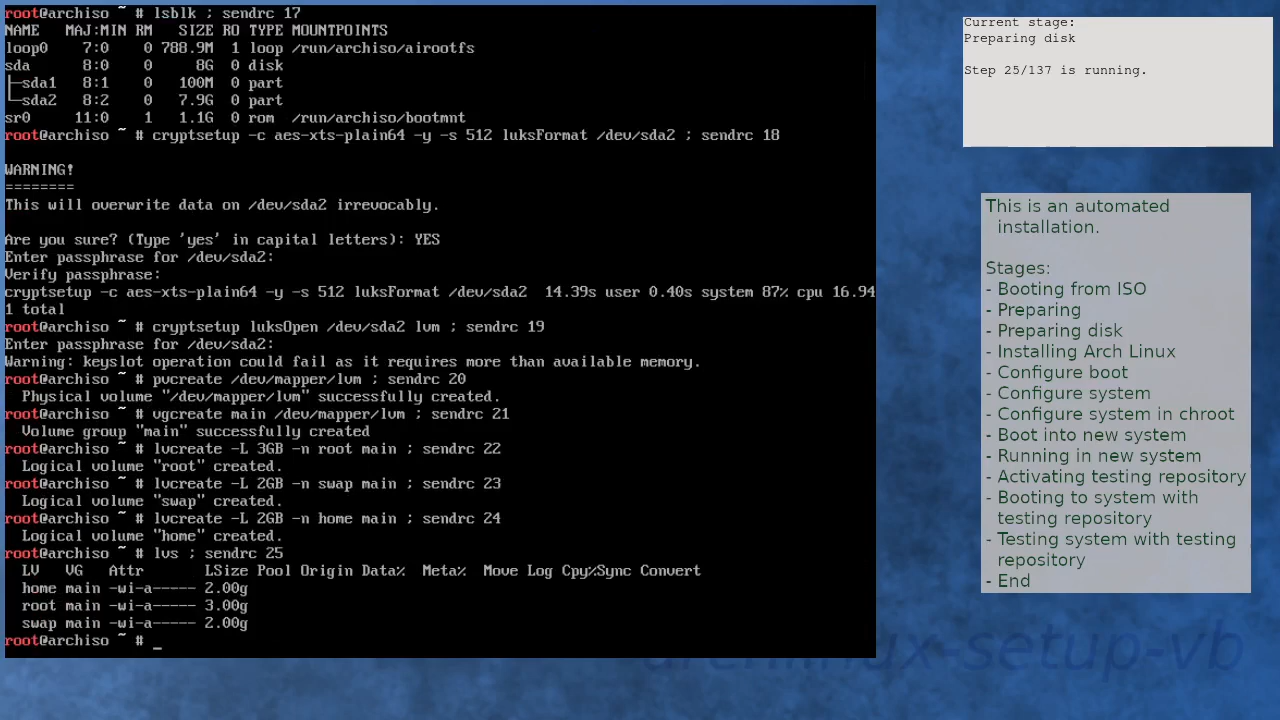 root@archiso ~ # lsblk ; sendrc 17
NAME   MAJ:MIN RM   SIZE RO TYPE MOUNTPOINTS
loop0    7:0    0 788.9M  1 loop /run/archiso/airootfs
sda      8:0    0     8G  0 disk
├─sda1   8:1    0   100M  0 part
└─sda2   8:2    0   7.9G  0 part
sr0     11:0    1   1.1G  0 rom  /run/archiso/bootmnt
root@archiso ~ # cryptsetup -c aes-xts-plain64 -y -s 512 luksFormat /dev/sda2 ; sendrc 18
WARNING!
========
This will overwrite data on /dev/sda2 irrevocably.
Are you sure? (Type 'yes' in capital letters): YES
Enter passphrase for /dev/sda2:
Verify passphrase:
cryptsetup -c aes-xts-plain64 -y -s 512 luksFormat /dev/sda2  14.39s user 0.40s system 87% cpu 16.94
1 total
root@archiso ~ # cryptsetup luksOpen /dev/sda2 lvm ; sendrc 19
Enter passphrase for /dev/sda2:
Warning: keyslot operation could fail as it requires more than available memory.
root@archiso ~ # pvcreate /dev/mapper/lvm ; sendrc 20
  Physical volume "/dev/mapper/lvm" successfully created.
root@archiso ~ # vgcreate main /dev/mapper/lvm ; sendrc 21
  Volume group "main" successfully created
root@archiso ~ # lvcreate -L 3GB -n root main ; sendrc 22
  Logical volume "root" created.
root@archiso ~ # lvcreate -L 2GB -n swap main ; sendrc 23
  Logical volume "swap" created.
root@archiso ~ # lvcreate -L 2GB -n home main ; sendrc 24
  Logical volume "home" created.
root@archiso ~ # lvs ; sendrc 25
  LV   VG   Attr       LSize Pool Origin Data%  Meta%  Move Log Cpy%Sync Convert
  home main -wi-a----- 2.00g
  root main -wi-a----- 3.00g
  swap main -wi-a----- 2.00g
root@archiso ~ # _
Current stage:
Preparing disk
Step 25/137 is running.
This is an automated
installation.
Stages:
- Booting from ISO
- Preparing
- Preparing disk
- Installing Arch Linux
- Configure boot
- Configure system
- Configure system in chroot
- Boot into new system
- Running in new system
- Activating testing repository
- Booting to system with
testing repository
- Testing system with testing
repository
- End
archlinux-setup-vb